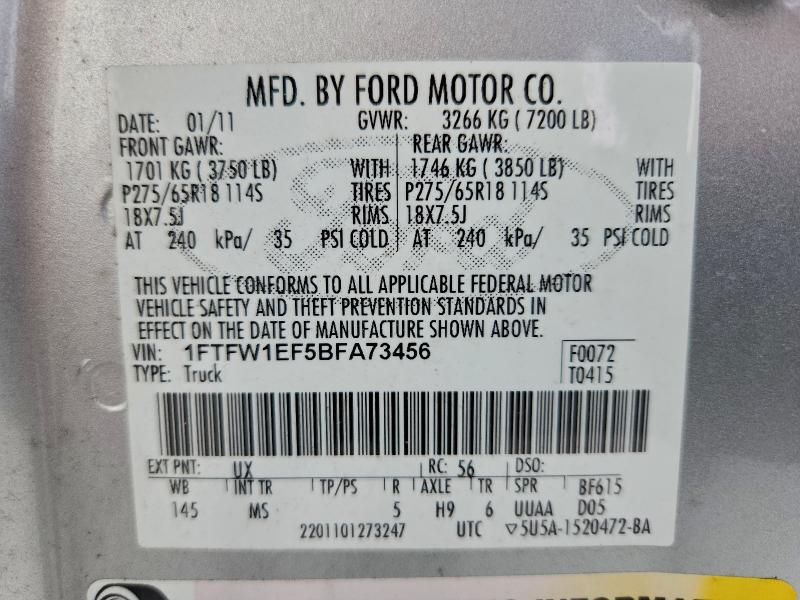 MFD. BY FORD MOTOR CO.
DATE: 01/11 GVWR: 3266 KG ( 7200 LB)
FRONT GAWR: REAR GAWR:
1701 KG ( 3750 LB) WITH 1746 KG ( 3850 LB) WITH
P275/65R18 114S TIRES P275/65R18 114S TIRES
18X7.5J RIMS 18X7.5J RIMS
AT 240 kPa/ 35 PSI COLD AT 240 kPa/ 35 PSI COLD
THIS VEHICLE CONFORMS TO ALL APPLICABLE FEDERAL MOTOR
VEHICLE SAFETY AND THEFT PREVENTION STANDARDS IN
EFFECT ON THE DATE OF MANUFACTURE SHOWN ABOVE.
VIN: 1FTFW1EF5BFA73456 F0072
TYPE: Truck T0415
EXT PNT: UX RC: 56 DSO:
WB INT TR TP/PS R AXLE TR SPR BF615
145 MS 5 H9 6 UUAA D05
2201101273247 UTC ▽5U5A-1520472-BA